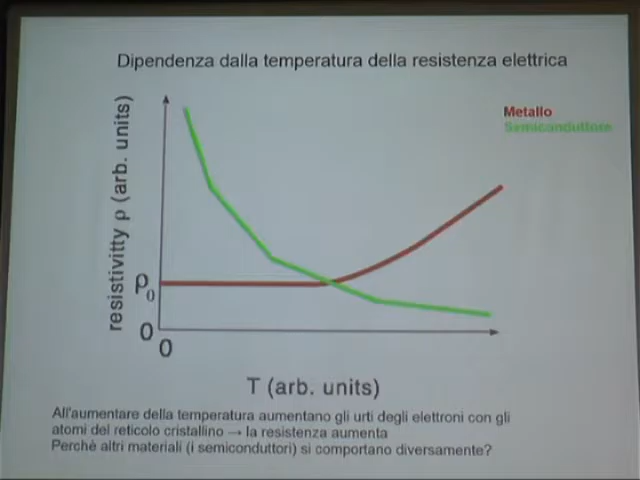 Dipendenza dalla temperatura della resistenza elettrica
Metallo
Semiconduttore
resistivitty ρ (arb. units)
ρ0
0
0
T (arb. units)
All'aumentare della temperatura aumentano gli urti degli elettroni con gli
atomi del reticolo cristallino → la resistenza aumenta
Perchè altri materiali (i semiconduttori) si comportano diversamente?